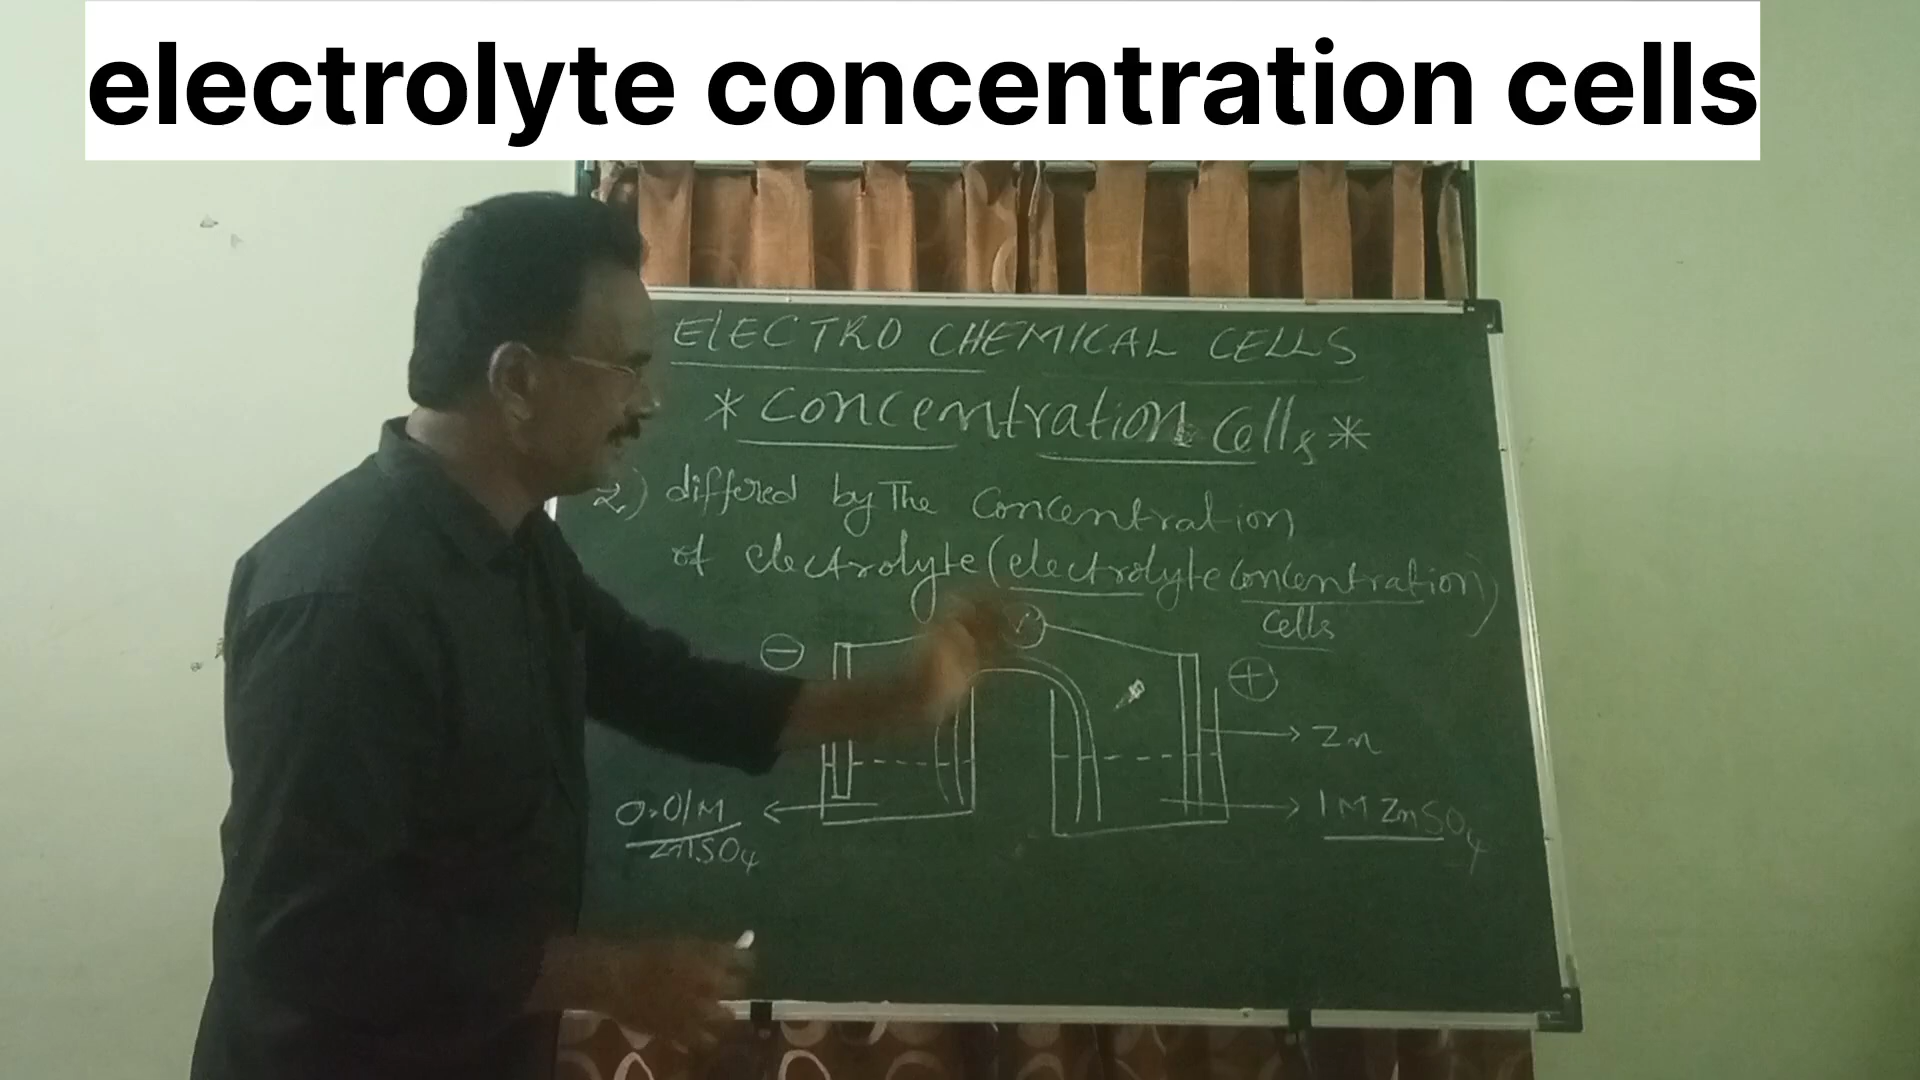 electrolyte concentration cells
ELECTRO CHEMICAL CELLS
* Concentration Cells *
2) differed by The Concentration
of electrolyte (electrolyte concentration)
cells
−
+
Zn
0.01M
ZnSO4
1M ZnSO4